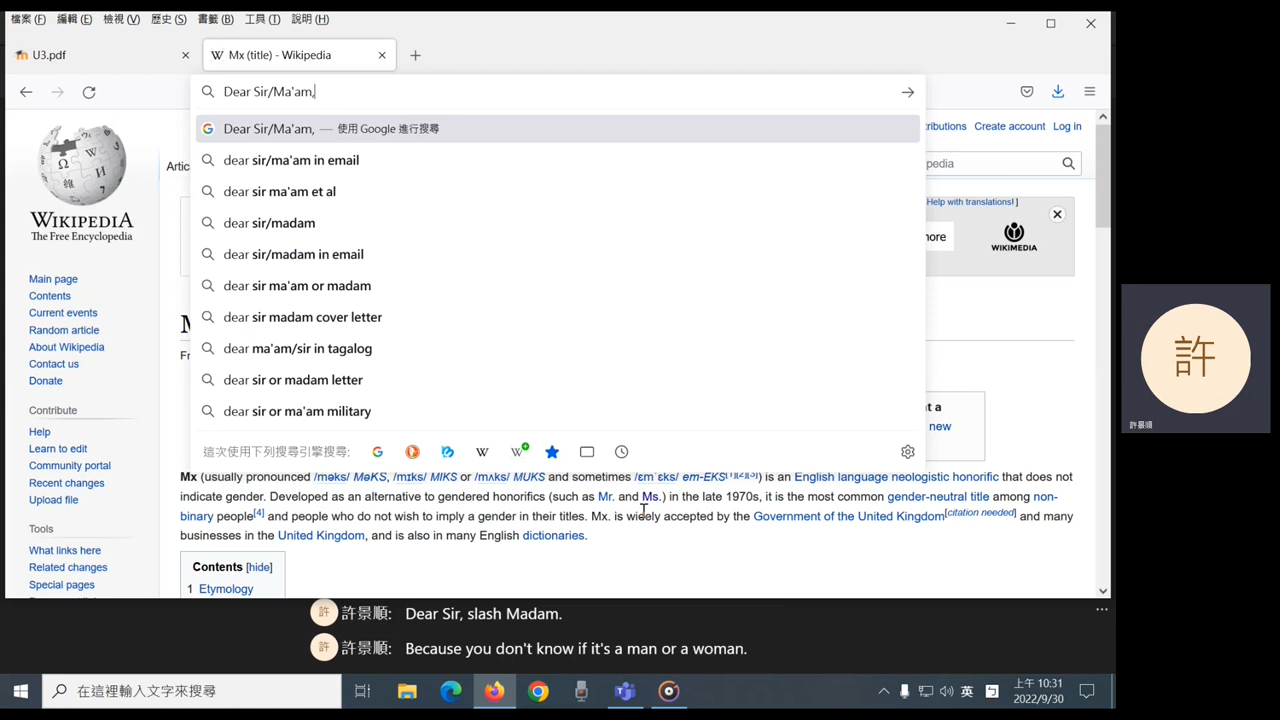 檔案 (F) 編輯 (E) 檢視 (V) 歷史 (S) 書籤 (B) 工具 (T) 說明 (H)
U3.pdf
W Mx (title) - Wikipedia
Dear Sir/Ma'am,
Dear Sir/Ma'am, — 使用 Google 進行搜尋
dear sir/ma'am in email
dear sir ma'am et al
dear sir/madam
dear sir/madam in email
dear sir ma'am or madam
dear sir madam cover letter
dear ma'am/sir in tagalog
dear sir or madam letter
dear sir or ma'am military
這次使用下列搜尋引擎搜尋:
tributions Create account Log in
Artic
pedia
Help with translations! ]
more
WIKIMEDIA
WIKIPEDIA
The Free Encyclopedia
Main page
Contents
Current events
Random article
About Wikipedia
Contact us
Donate
Contribute
Help
Learn to edit
Community portal
Recent changes
Upload file
Tools
What links here
Related changes
Special pages
M
Fr
t a
new
Mx (usually pronounced /məks/ MəKS, /mɪks/ MIKS or /mʌks/ MUKS and sometimes /ɛmˈɛks/ em-EKS[1][2][3]) is an English language neologistic honorific that does not
indicate gender. Developed as an alternative to gendered honorifics (such as Mr. and Ms.) in the late 1970s, it is the most common gender-neutral title among non-
binary people[4] and people who do not wish to imply a gender in their titles. Mx. is widely accepted by the Government of the United Kingdom[citation needed] and many
businesses in the United Kingdom, and is also in many English dictionaries.
Contents [hide]
1 Etymology
許
許景順
許 許景順: Dear Sir, slash Madam.
許 許景順: Because you don't know if it's a man or a woman.
在這裡輸入文字來搜尋
英
上午 10:31
2022/9/30